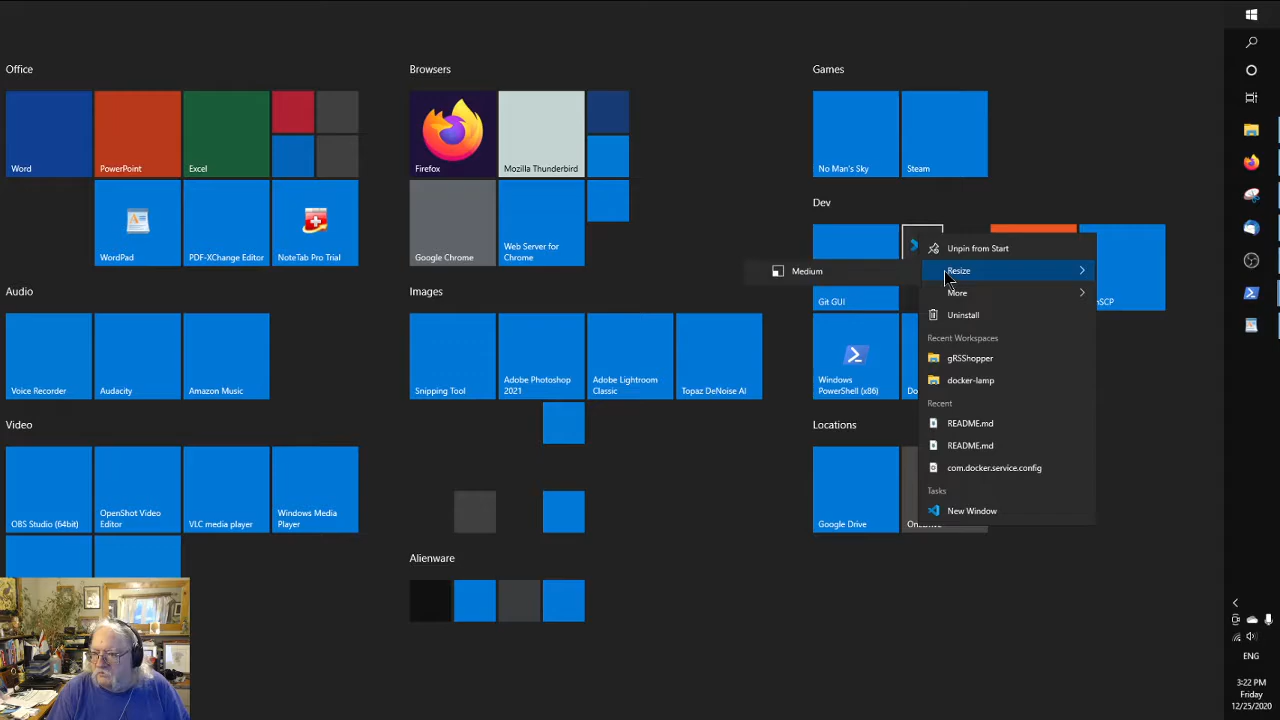 Office
Word
PowerPoint
Excel
WordPad
PDF-XChange Editor
NoteTab Pro Trial
Audio
Voice Recorder
Audacity
Amazon Music
Video
OBS Studio (64bit)
OpenShot Video
Editor
VLC media player
Windows Media
Player
Browsers
Firefox
Mozilla Thunderbird
Google Chrome
Web Server for
Chrome
Images
Snipping Tool
Adobe Photoshop
2021
Adobe Lightroom
Classic
Topaz DeNoise AI
Alienware
Games
No Man's Sky
Steam
Dev
Git GUI
Windows
PowerShell (x86)
Locations
Google Drive
Medium
Unpin from Start
Resize
More
Uninstall
Recent Workspaces
gRSShopper
docker-lamp
Recent
README.md
README.md
com.docker.service.config
Tasks
New Window
ENG
3:22 PM
Friday
12/25/2020